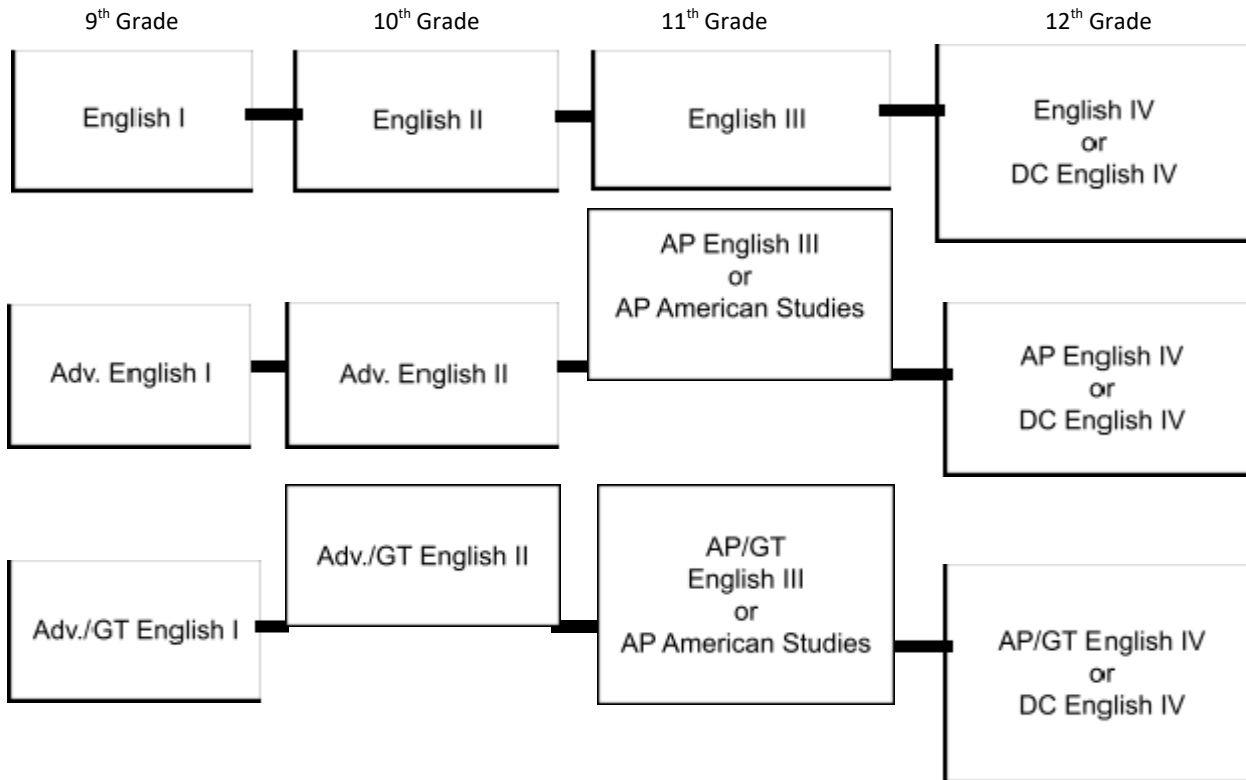 9th Grade
10th Grade
11th Grade
12th Grade
English I
English II
English III
English IV
or
DC English IV
Adv. English I
Adv. English II
AP English III
or
AP American Studies
AP English IV
or
DC English IV
Adv./GT English I
Adv./GT English II
AP/GT
English III
or
AP American Studies
AP/GT English IV
or
DC English IV